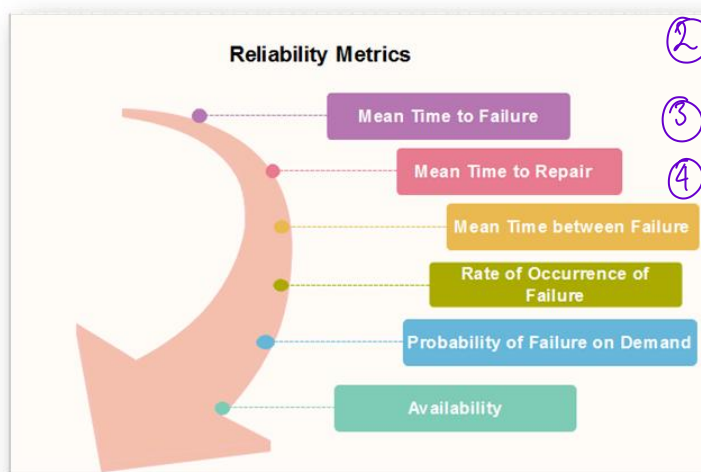 Reliability Metrics
②
Mean Time to Failure
③
Mean Time to Repair
④
Mean Time between Failure
Rate of Occurrence of
Failure
Probability of Failure on Demand
Availability